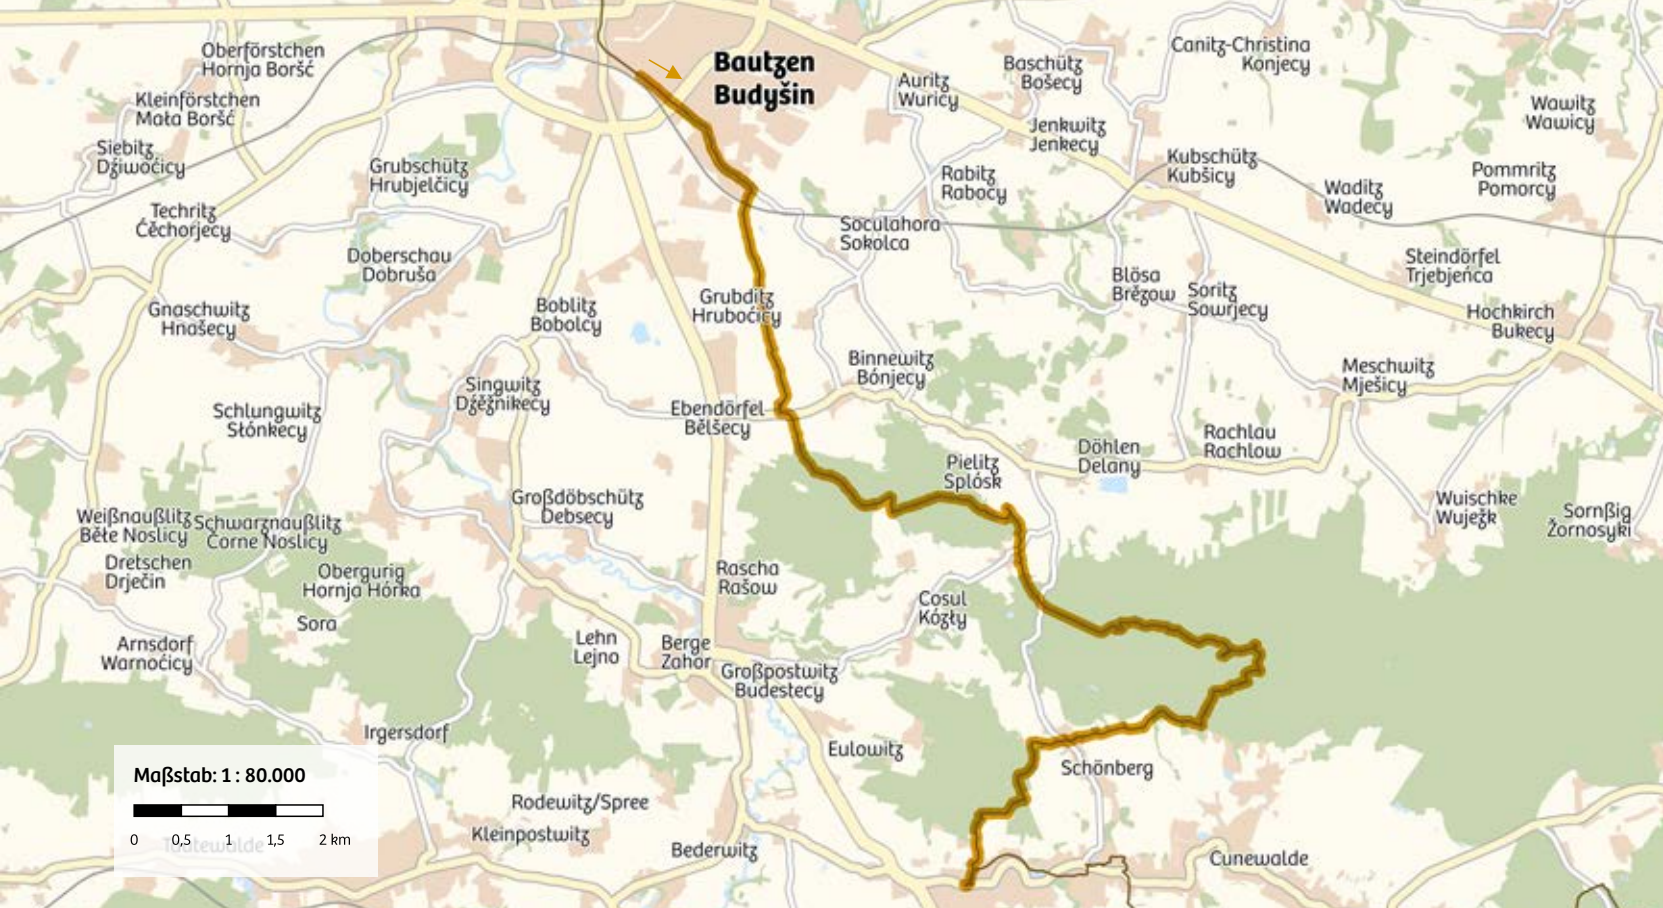 Oberförstchen
Hornja Boršć
Kleinförstchen
Mała Boršć
Siebitz
Dźiwoćicy
Techritz
Ćěchorjecy
Grubschütz
Hrubjelčicy
Doberschau
Dobruša
Gnaschwitz
Hnašecy
Bautzen
Budyšin
Auritz
Wuricy
Baschütz
Bošecy
Canitz-Christina
Konjecy
Jenkwitz
Jenkecy
Wawitz
Wawicy
Rabitz
Rabocy
Kubschütz
Kubšicy
Waditz
Wadecy
Pommritz
Pomorcy
Soculahora
Sokolca
Steindörfel
Trjebjeńca
Blösa
Brězow
Soritz
Sowrjecy
Hochkirch
Bukecy
Grubditz
Hruboćicy
Boblitz
Bobolcy
Binnewitz
Bónjecy
Meschwitz
Mješicy
Singwitz
Dźěžnikecy
Schlungwitz
Słónkecy
Ebendörfel
Bělšecy
Pielitz
Splósk
Döhlen
Delany
Rachlau
Rachlow
Großdöbschütz
Debsecy
Wuischke
Wuježk
Sornßig
Žornosyki
Weißnaußlitz
Běłe Noslicy
Schwarznaußlitz
Čorne Noslicy
Dretschen
Drječin
Obergurig
Hornja Hórka
Rascha
Rašow
Cosul
Kózły
Sora
Arnsdorf
Warnoćicy
Lehn
Lejno
Berge
Zahor
Großpostwitz
Budestecy
Irgersdorf
Eulowitz
Schönberg
Rodewitz/Spree
Kleinpostwitz
Bederwitz
Cunewalde
Maßstab: 1 : 80.000
0 0,5 1 1,5 2 km
Tautewalde